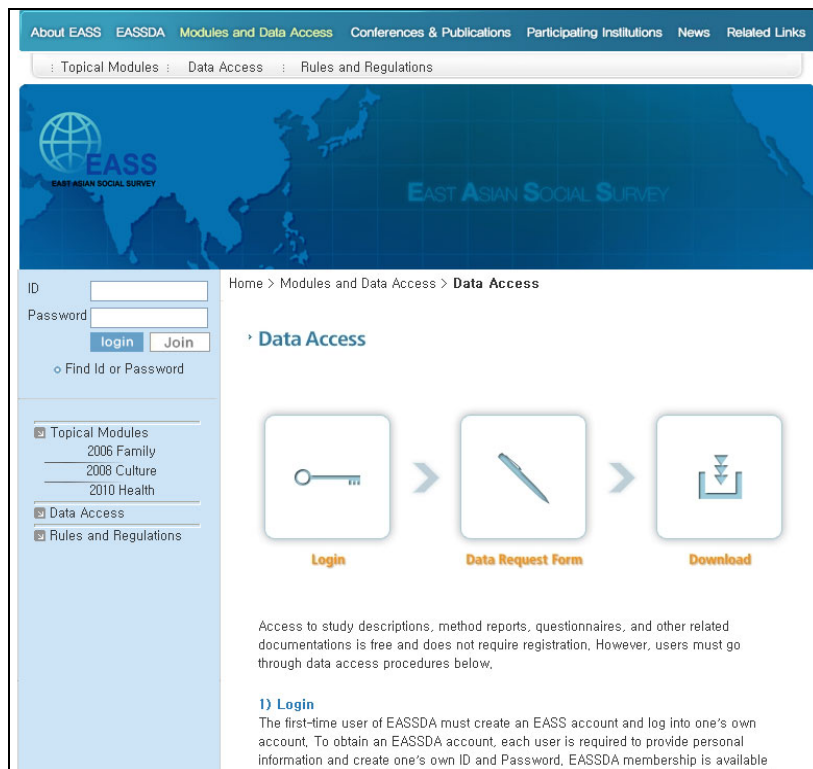 About EASS EASSDA Modules and Data Access Conferences & Publications Participating Institutions News Related Links
: Topical Modules : Data Access : Rules and Regulations
EASS
EAST ASIAN SOCIAL SURVEY
EAST ASIAN SOCIAL SURVEY
ID
Password
login Join
Find Id or Password
Topical Modules
2006 Family
2008 Culture
2010 Health
Data Access
Rules and Regulations
Home > Modules and Data Access > Data Access
Data Access
Login Data Request Form Download
Access to study descriptions, method reports, questionnaires, and other related
documentations is free and does not require registration. However, users must go
through data access procedures below.
1) Login
The first-time user of EASSDA must create an EASS account and log into one's own
account. To obtain an EASSDA account, each user is required to provide personal
information and create one's own ID and Password. EASSDA membership is available